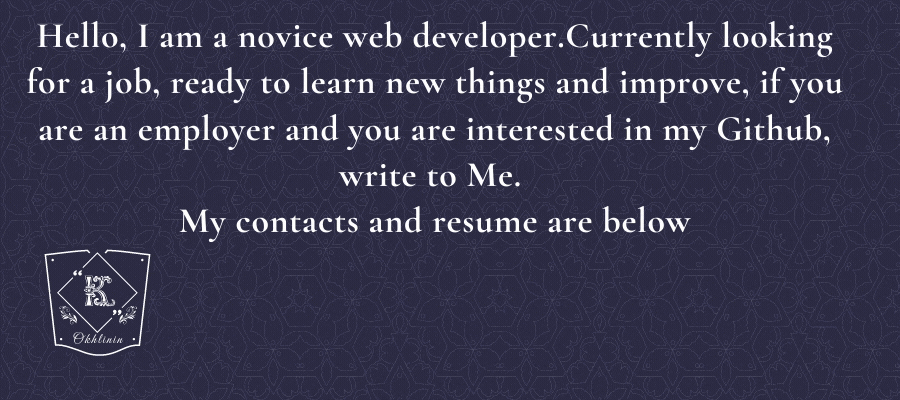 Hello, I am a novice web developer.Currently looking
for a job, ready to learn new things and improve, if you
are an employer and you are interested in my Github,
write to Me.
My contacts and resume are below
“
K
”
Okhlinin